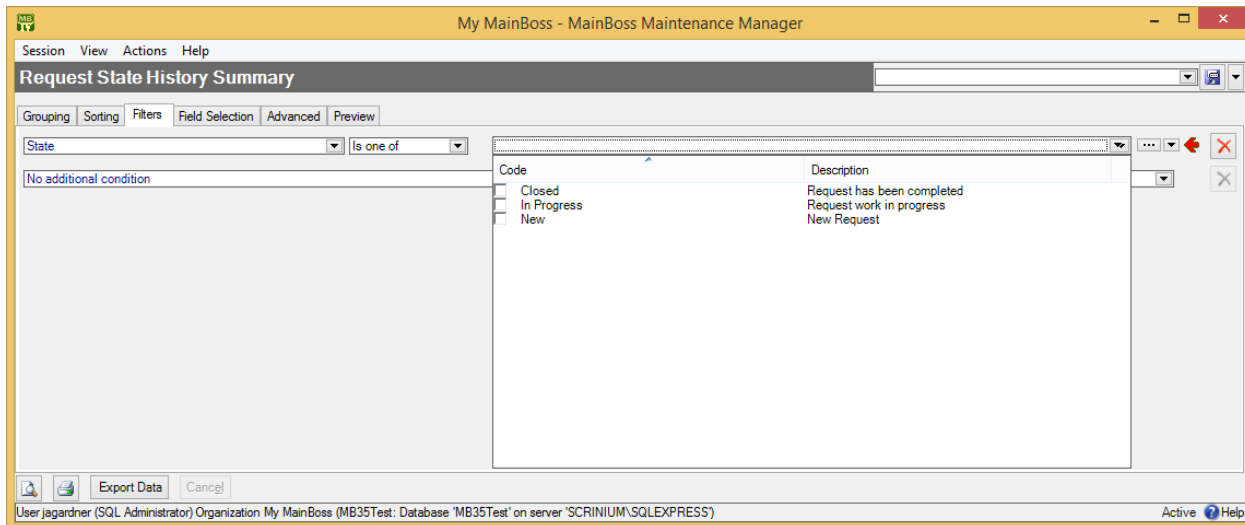 MB
TY
My MainBoss - MainBoss Maintenance Manager
Session View Actions Help
Request State History Summary
Grouping Sorting Filters Field Selection Advanced Preview
State Is one of
No additional condition
Code Description
Closed Request has been completed
In Progress Request work in progress
New New Request
Export Data Cancel
User jagardner (SQL Administrator) Organization My MainBoss (MB35Test: Database 'MB35Test' on server 'SCRINIUM\SQLEXPRESS') Active Help